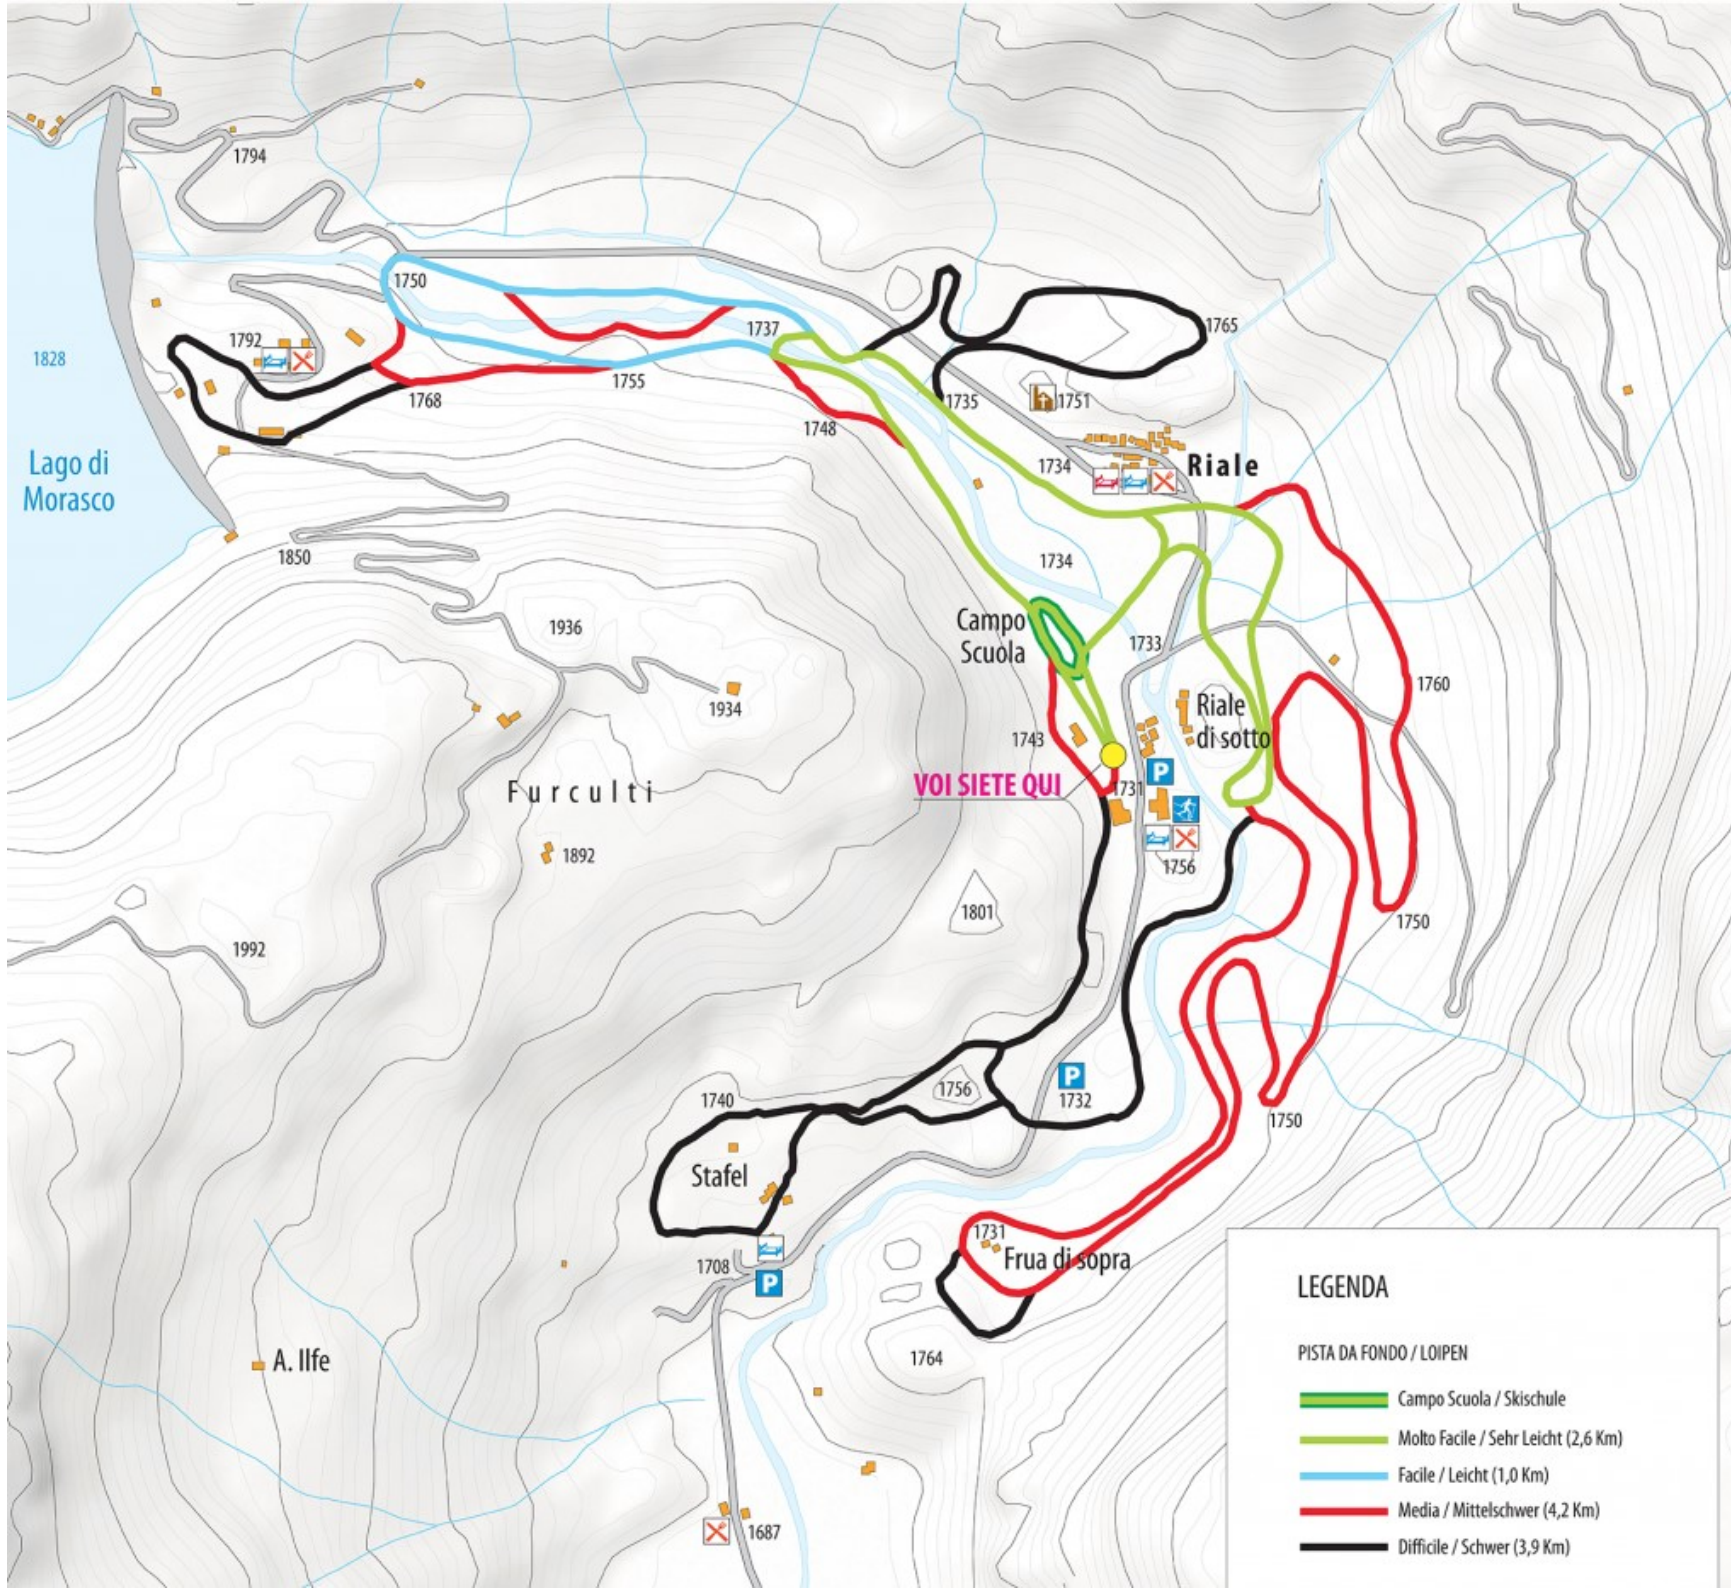 1794
1750
1792
1828
1737
1765
1755
1768
1748
1735
1751
1734
Riale
Lago di
Morasco
1850
1734
1936
Campo
Scuola
1733
1934
1743
1760
Riale
di sotto
VOI SIETE QUI
1731
Furculti
1892
1756
1801
1750
1992
1740
1756
P
P
1732
1750
Stafel
1731
Frua di sopra
1708
P
A. Ilfe
1764
1687
LEGENDA
PISTA DA FONDO / LOIPEN
Campo Scuola / Skischule
Molto Facile / Sehr Leicht (2,6 Km)
Facile / Leicht (1,0 Km)
Media / Mittelschwer (4,2 Km)
Difficile / Schwer (3,9 Km)